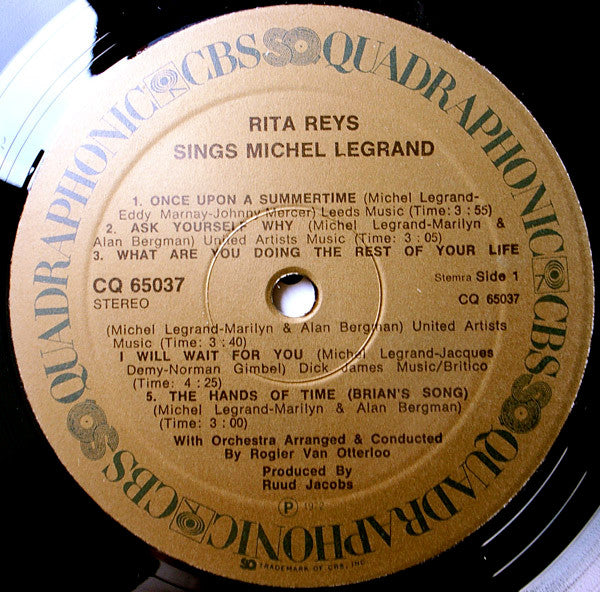 QUADRAPHONIC CBS SQ QUADRAPHONIC CBS SQ QUADRAPHONIC CBS SQ
RITA REYS
SINGS MICHEL LEGRAND
1. ONCE UPON A SUMMERTIME (Michel Legrand-
Eddy Marnay-Johnny Mercer) Leeds Music (Time: 3 : 55)
2. ASK YOURSELF WHY (Michel Legrand-Marilyn &
Alan Bergman) United Artists Music (Time: 3 : 05)
3. WHAT ARE YOU DOING THE REST OF YOUR LIFE
CQ 65037
Stemra Side 1
STEREO
CQ 65037
(Michel Legrand-Marilyn & Alan Bergman) United Artists
Music (Time: 3 : 40)
I WILL WAIT FOR YOU (Michel Legrand-Jacques
Demy-Norman Gimbel) Dick James Music/Britico
(Time: 4 : 25)
5. THE HANDS OF TIME (BRIAN'S SONG)
(Michel Legrand-Marilyn & Alan Bergman)
(Time: 3 : 00)
With Orchestra Arranged & Conducted
By Rogier Van Otterloo
Produced By
Ruud Jacobs
Ⓟ
SQ TRADEMARK OF CBS, INC.